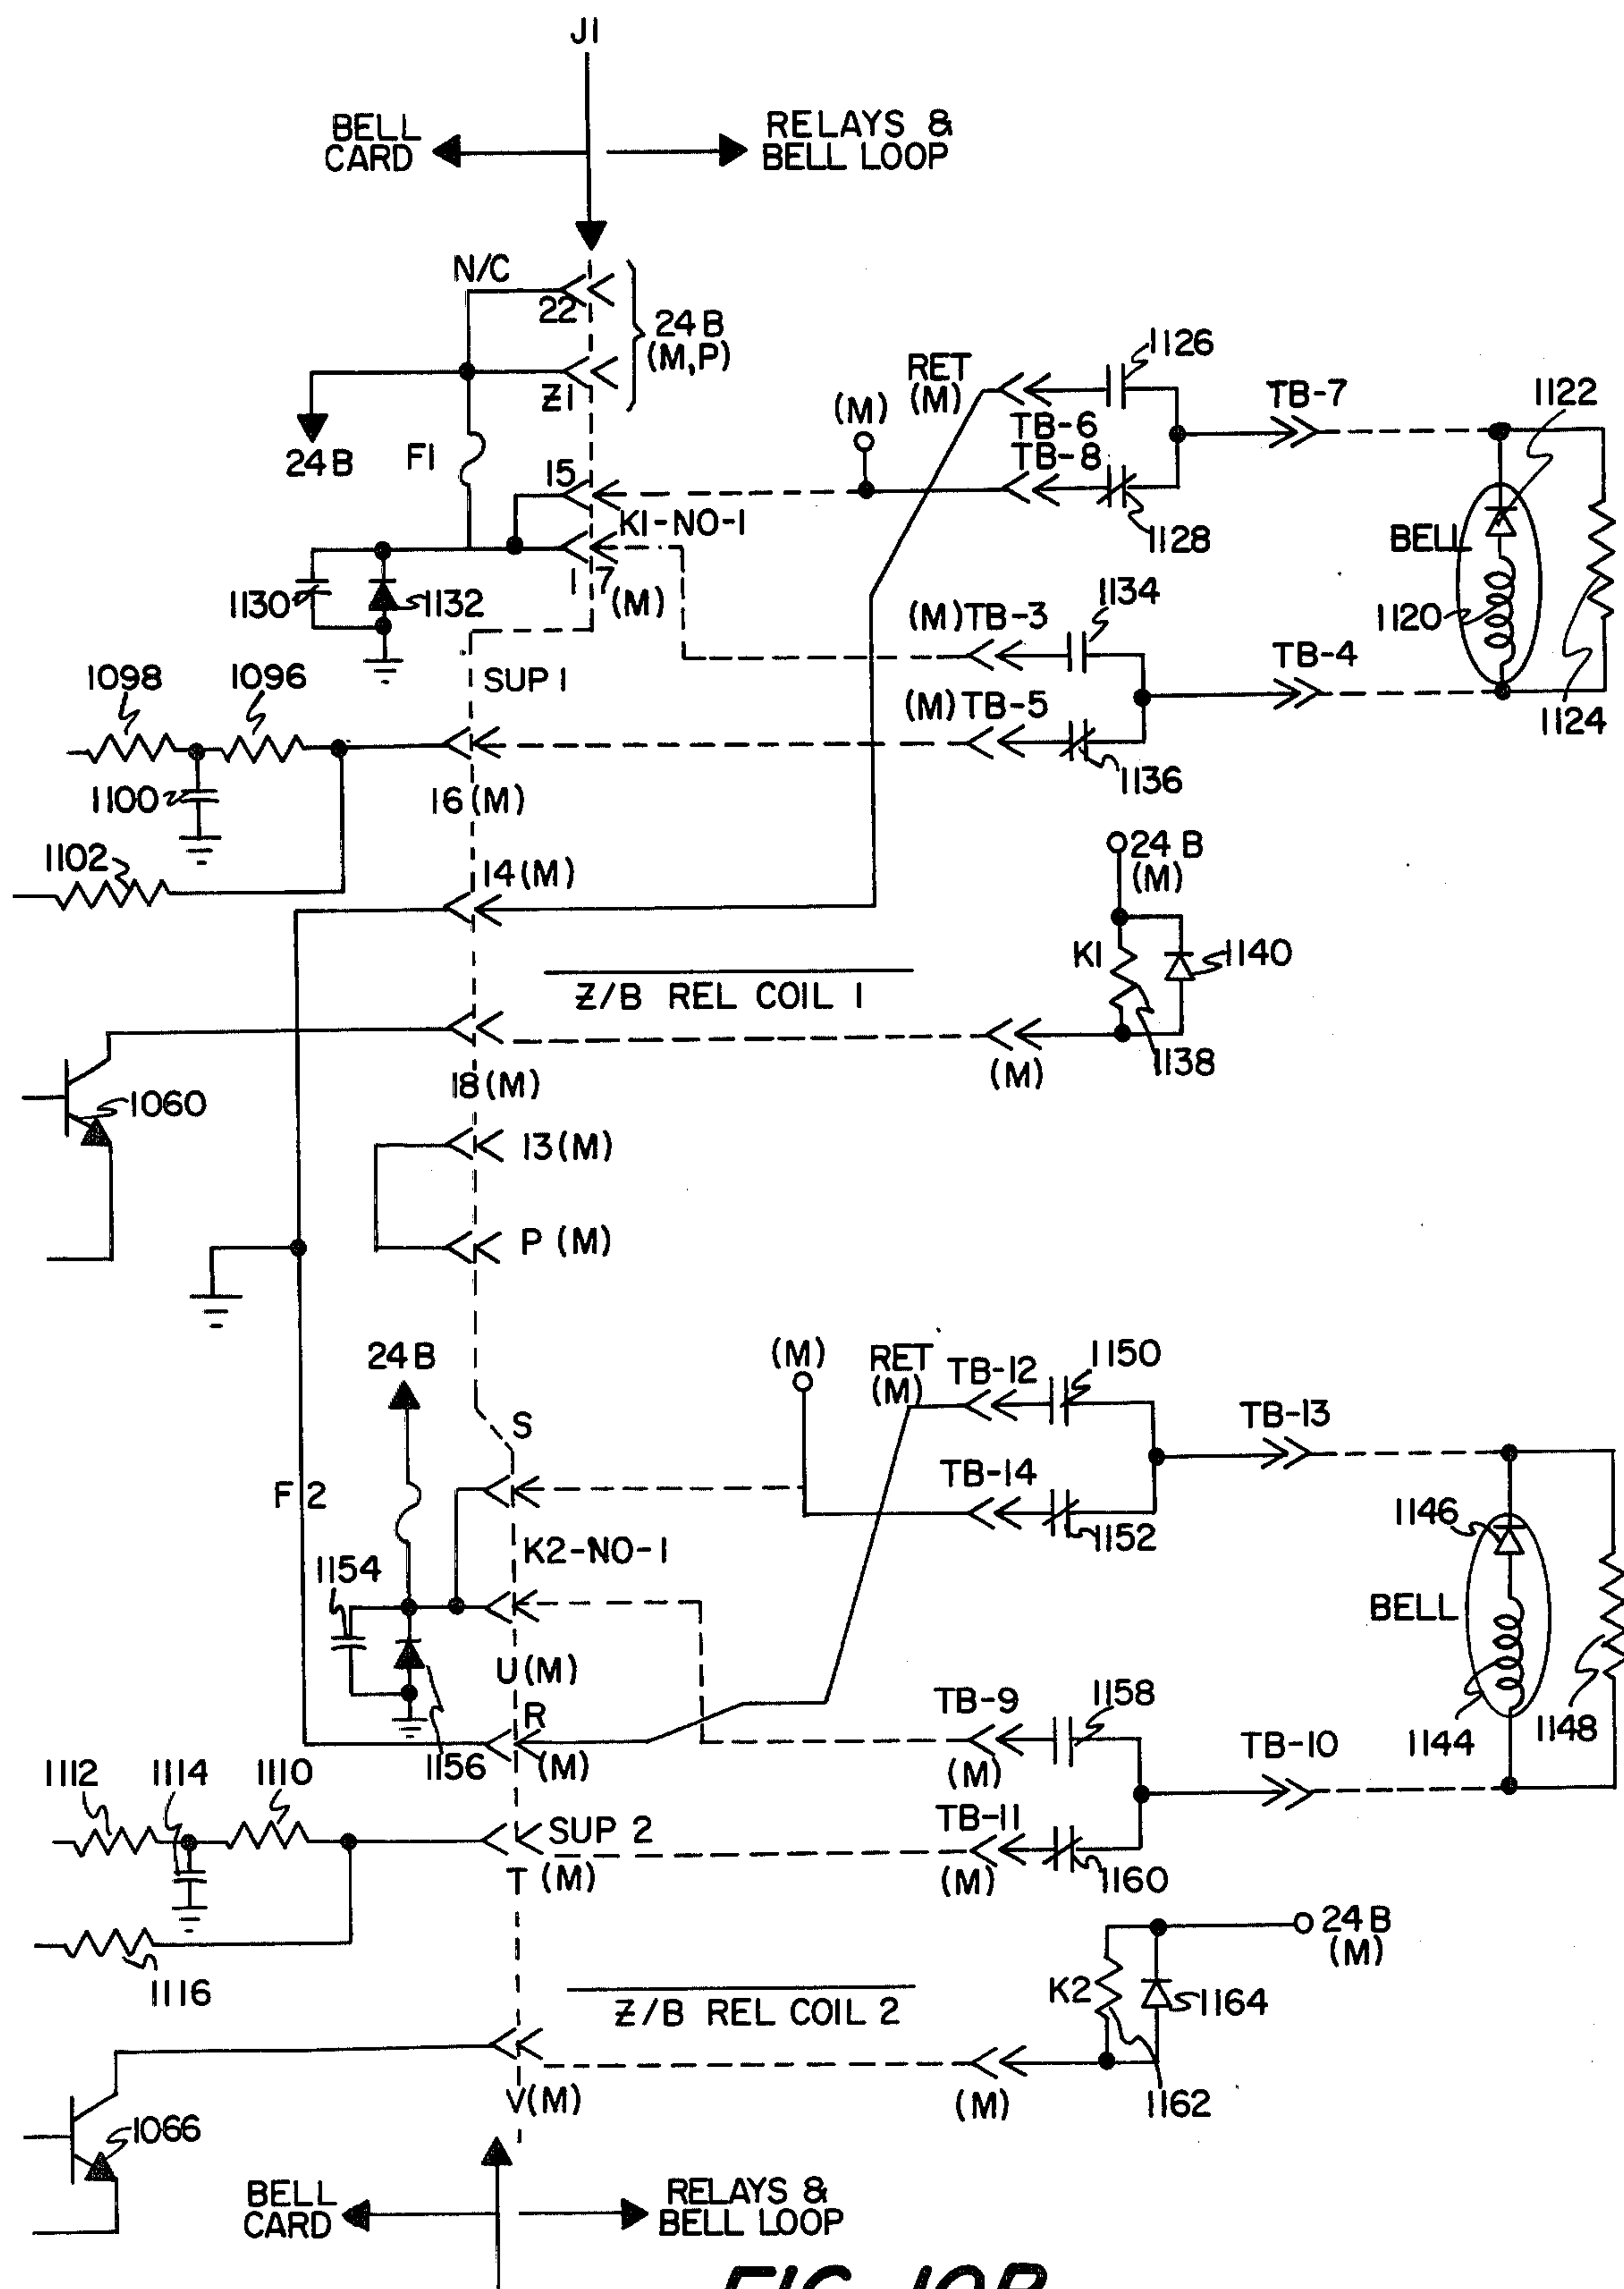 J1
BELL
CARD
RELAYS &
BELL LOOP
N/C
22
24 B
(M,P)
Z1
24 B
F1
15
K1-NO-1
1 7
(M)
1130
1132
RET
(M)
(M)
TB-6
TB-8
1126
1128
TB-7
1122
BELL
1120
1124
(M) TB-3
1134
TB-4
(M) TB-5
1136
SUP 1
1098
1096
1100
16 (M)
1102
14 (M)
24 B
(M)
K1
1140
1138
Z/B REL COIL 1
(M)
18 (M)
1060
13 (M)
P (M)
24 B
S
(M)
RET
(M)
TB-12
1150
TB-13
TB-14
1152
F 2
K2-NO-1
1154
1146
BELL
1144
1148
U (M)
R
(M)
1156
TB-9
(M)
1158
TB-10
1112
1114
1110
SUP 2
T (M)
TB-11
(M)
1160
1116
24 B
(M)
K2
1164
1162
Z/B REL COIL 2
V(M)
(M)
1066
BELL
CARD
RELAYS &
BELL LOOP
FIG. 10B